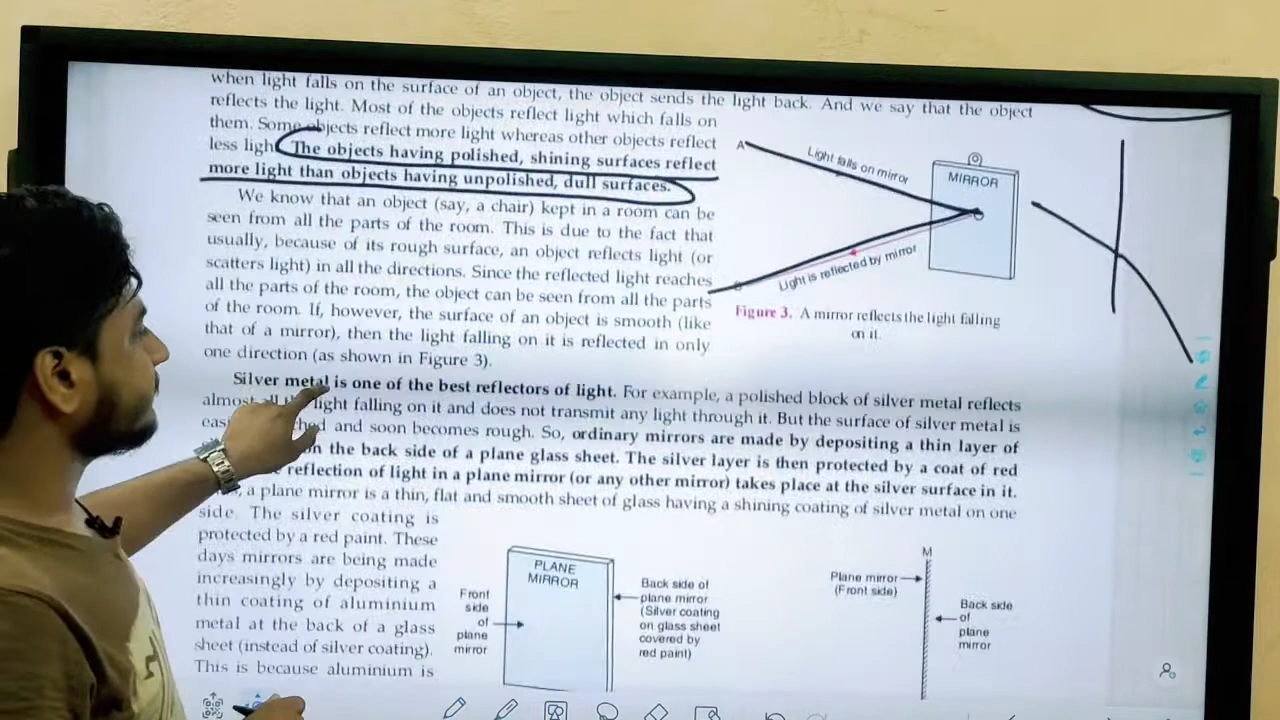 when light falls on the surface of an object, the object sends the light back. And we say that the object
reflects the light. Most of the objects reflect light which falls on
them. Some objects reflect more light whereas other objects reflect
less ligh The objects having polished, shining surfaces reflect
more light than objects having unpolished, dull surfaces.
We know that an object (say, a chair) kept in a room can be
seen from all the parts of the room. This is due to the fact that
usually, because of its rough surface, an object reflects light (or
scatters light) in all the directions. Since the reflected light reaches
all the parts of the room, the object can be seen from all the parts
of the room. If, however, the surface of an object is smooth (like
that of a mirror), then the light falling on it is reflected in only
one direction (as shown in Figure 3).
A
Light falls on mirror
MIRROR
Light is reflected by mirror
Figure 3. A mirror reflects the light falling
on it.
Silver metal is one of the best reflectors of light. For example, a polished block of silver metal reflects
almost all the light falling on it and does not transmit any light through it. But the surface of silver metal is
and soon becomes rough. So, ordinary mirrors are made by depositing a thin layer of
the back side of a plane glass sheet. The silver layer is then protected by a coat of red
reflection of light in a plane mirror (or any other mirror) takes place at the silver surface in it.
a plane mirror is a thin, flat and smooth sheet of glass having a shining coating of silver metal on one
side. The silver coating is
protected by a red paint. These
days mirrors are being made
increasingly by depositing a
thin coating of aluminium
metal at the back of a glass
sheet (instead of silver coating).
This is because aluminium is
Front
side
of
plane
mirror
PLANE
MIRROR
Back side of
plane mirror
(Silver coating
on glass sheet
covered by
red paint)
Plane mirror
(Front side)
M
Back side
of
plane
mirror